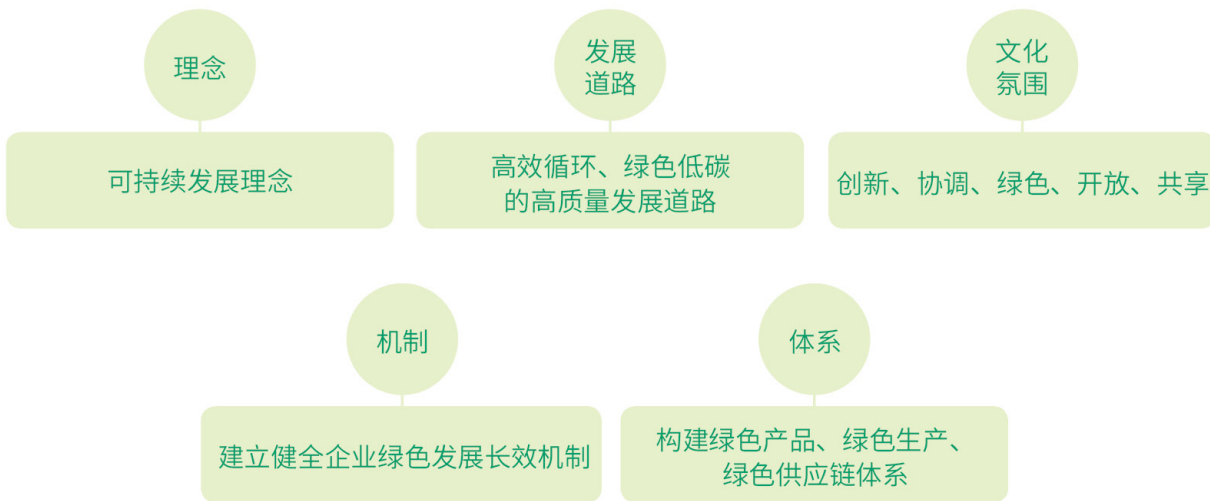 理念
可持续发展理念
发展
道路
高效循环、绿色低碳
的高质量发展道路
文化
氛围
创新、协调、绿色、开放、共享
机制
建立健全企业绿色发展长效机制
体系
构建绿色产品、绿色生产、
绿色供应链体系